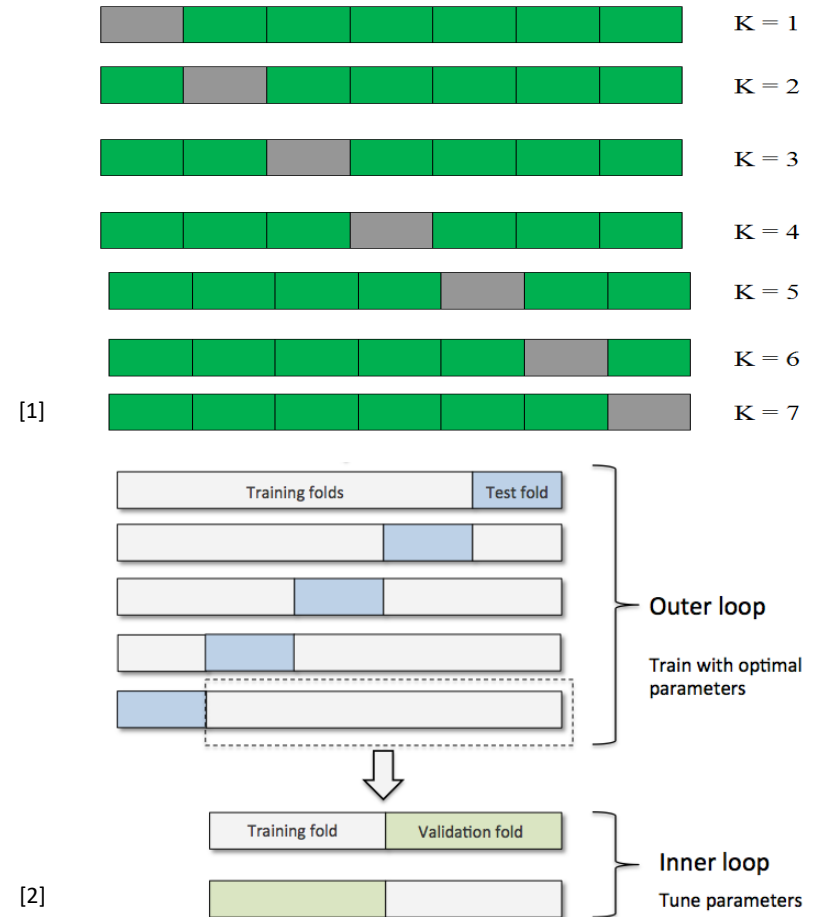 K = 1
K = 2
K = 3
K = 4
K = 5
K = 6
[1]
K = 7
Training folds
Test fold
Outer loop
Train with optimal
parameters
Training fold
Validation fold
Inner loop
[2]
Tune parameters